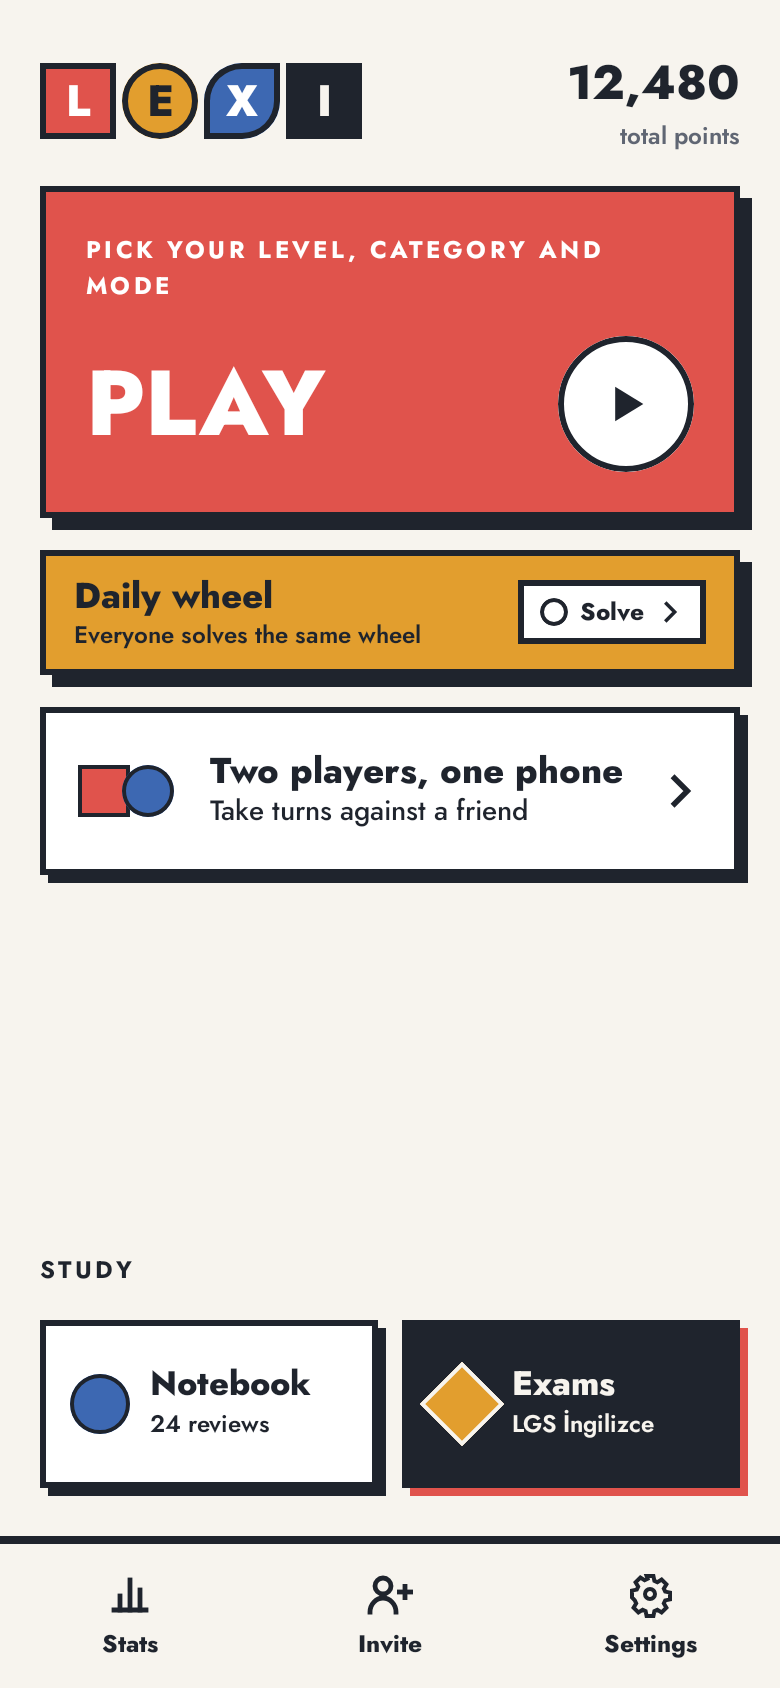 LEXI
12,480
total points
PICK YOUR LEVEL, CATEGORY AND
MODE
PLAY
Daily wheel
Everyone solves the same wheel
Solve
Two players, one phone
Take turns against a friend
STUDY
Notebook
24 reviews
Exams
LGS İngilizce
Stats
Invite
Settings